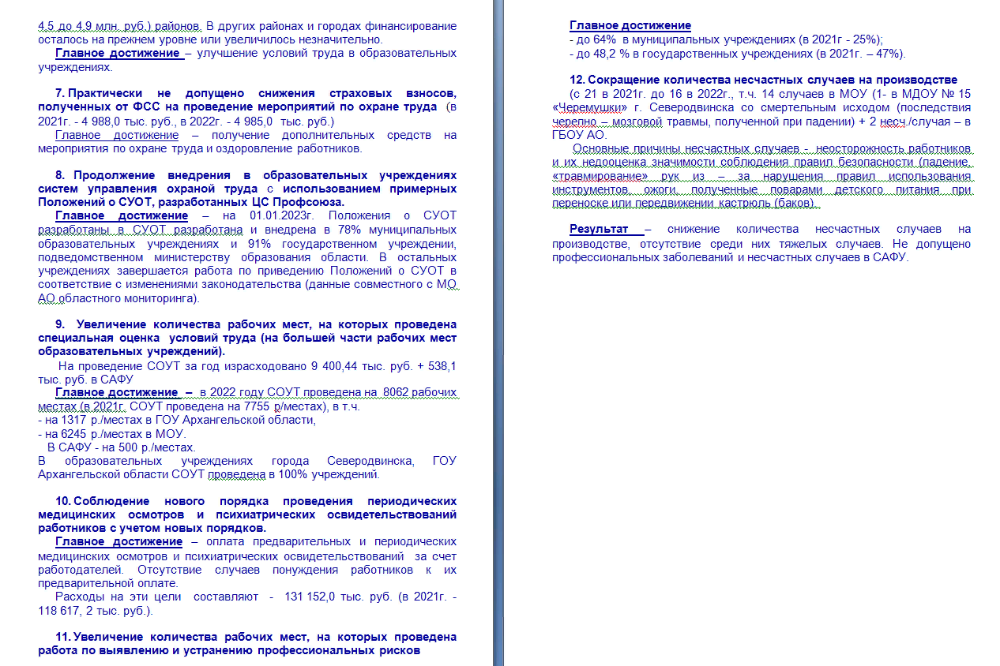 4,5 до 4,9 млн. руб.) районов. В других районах и городах финансирование
осталось на прежнем уровне или увеличилось незначительно.
Главное достижение – улучшение условий труда в образовательных
учреждениях.
7. Практически не допущено снижения страховых взносов,
полученных от ФСС на проведение мероприятий по охране труда (в
2021г. - 4 988,0 тыс. руб., в 2022г. - 4 985,0 тыс. руб.)
Главное достижение – получение дополнительных средств на
мероприятия по охране труда и оздоровление работников.
8. Продолжение внедрения в образовательных учреждениях
систем управления охраной труда с использованием примерных
Положений о СУОТ, разработанных ЦС Профсоюза.
Главное достижение – на 01.01.2023г. Положения о СУОТ
разработаны в СУОТ разработана и внедрена в 78% муниципальных
образовательных учреждениях и 91% государственном учреждении,
подведомственном министерству образования области. В остальных
учреждениях завершается работа по приведению Положений о СУОТ в
соответствие с изменениями законодательства (данные совместного с МО
АО областного мониторинга).
9. Увеличение количества рабочих мест, на которых проведена
специальная оценка условий труда (на большей части рабочих мест
образовательных учреждений).
На проведение СОУТ за год израсходовано 9 400,44 тыс. руб. + 538,1
тыс. руб. в САФУ
Главное достижение – в 2022 году СОУТ проведена на 8062 рабочих
местах (в 2021г. СОУТ проведена на 7755 р/местах), в т.ч.
- на 1317 р./местах в ГОУ Архангельской области,
- на 6245 р./местах в МОУ.
В САФУ - на 500 р./местах.
В образовательных учреждениях города Северодвинска, ГОУ
Архангельской области СОУТ проведена в 100% учреждений.
10. Соблюдение нового порядка проведения периодических
медицинских осмотров и психиатрических освидетельствований
работников с учетом новых порядков.
Главное достижение – оплата предварительных и периодических
медицинских осмотров и психиатрических освидетельствований за счет
работодателей. Отсутствие случаев понуждения работников к их
предварительной оплате.
Расходы на эти цели составляют - 131 152,0 тыс. руб. (в 2021г. -
118 617, 2 тыс. руб.).
11. Увеличение количества рабочих мест, на которых проведена
работа по выявлению и устранению профессиональных рисков
Главное достижение
- до 64% в муниципальных учреждениях (в 2021г - 25%);
- до 48,2 % в государственных учреждениях (в 2021г. – 47%).
12. Сокращение количества несчастных случаев на производстве
(с 21 в 2021г. до 16 в 2022г., т.ч. 14 случаев в МОУ (1- в МДОУ № 15
«Черемушки» г. Северодвинска со смертельным исходом (последствия
черепно – мозговой травмы, полученной при падении) + 2 несч./случая – в
ГБОУ АО.
Основные причины несчастных случаев - неосторожность работников
и их недооценка значимости соблюдения правил безопасности (падение,
«травмирование» рук из – за нарушения правил использования
инструментов, ожоги, полученные поварами детского питания при
переноске или передвижении кастрюль (баков).
Результат – снижение количества несчастных случаев на
производстве, отсутствие среди них тяжелых случаев. Не допущено
профессиональных заболеваний и несчастных случаев в САФУ.